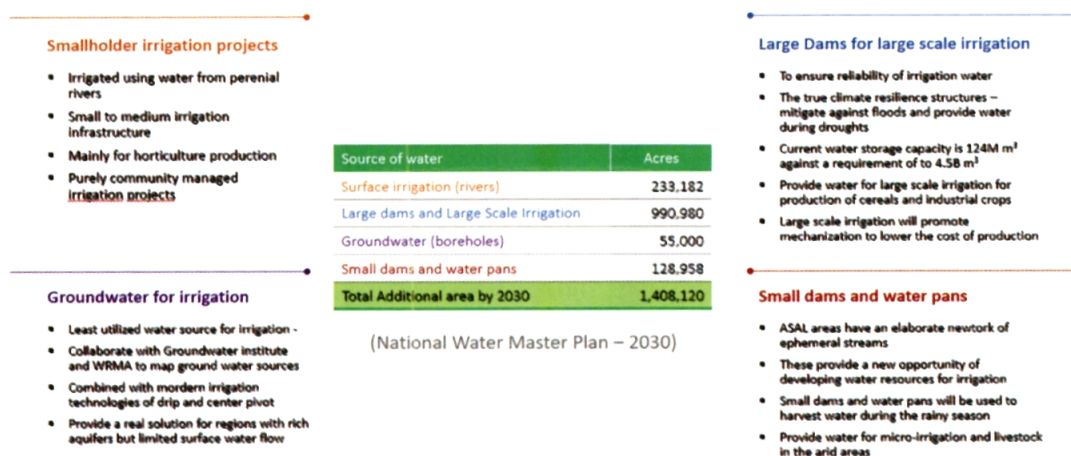 Smallholder irrigation projects
• Irrigated using water from perenial
rivers
• Small to medium irrigation
infrastructure
• Mainly for horticulture production
• Purely community managed
irrigation projects
Groundwater for irrigation
• Least utilized water source for irrigation -
• Collaborate with Groundwater institute
and WRMA to map ground water sources
• Combined with mordern irrigation
technologies of drip and center pivot
• Provide a real solution for regions with rich
aquifers but limited surface water flow
Source of water Acres
Surface irrigation (rivers) 233,182
Large dams and Large Scale Irrigation 990,980
Groundwater (boreholes) 55,000
Small dams and water pans 128,958
Total Additional area by 2030 1,408,120
(National Water Master Plan – 2030)
Large Dams for large scale irrigation
• To ensure reliability of irrigation water
• The true climate resilience structures –
mitigate against floods and provide water
during droughts
• Current water storage capacity is 124M m³
against a requirement of to 4.5B m³
• Provide water for large scale irrigation for
production of cereals and industrial crops
• Large scale irrigation will promote
mechanization to lower the cost of production
Small dams and water pans
• ASAL areas have an elaborate newtork of
ephemeral streams
• These provide a new opportunity of
developing water resources for irrigation
• Small dams and water pans will be used to
harvest water during the rainy season
• Provide water for micro-irrigation and livestock
in the arid areas